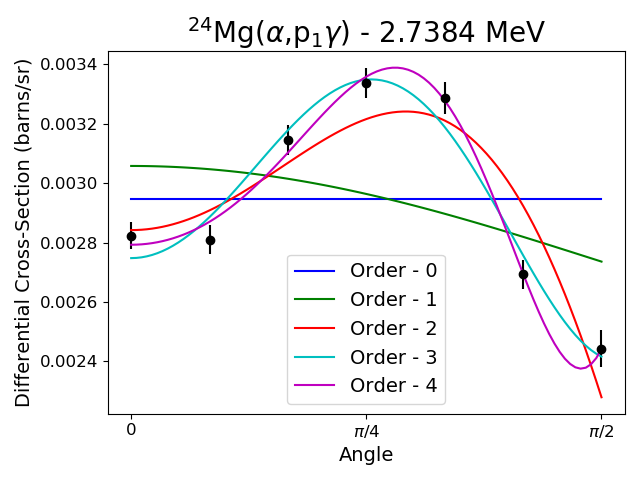 ²⁴Mg(α,p₁γ) - 2.7384 MeV
Differential Cross-Section (barns/sr)
0.0034
0.0032
0.0030
0.0028
0.0026
0.0024
Order - 0
Order - 1
Order - 2
Order - 3
Order - 4
0
π/4
π/2
Angle